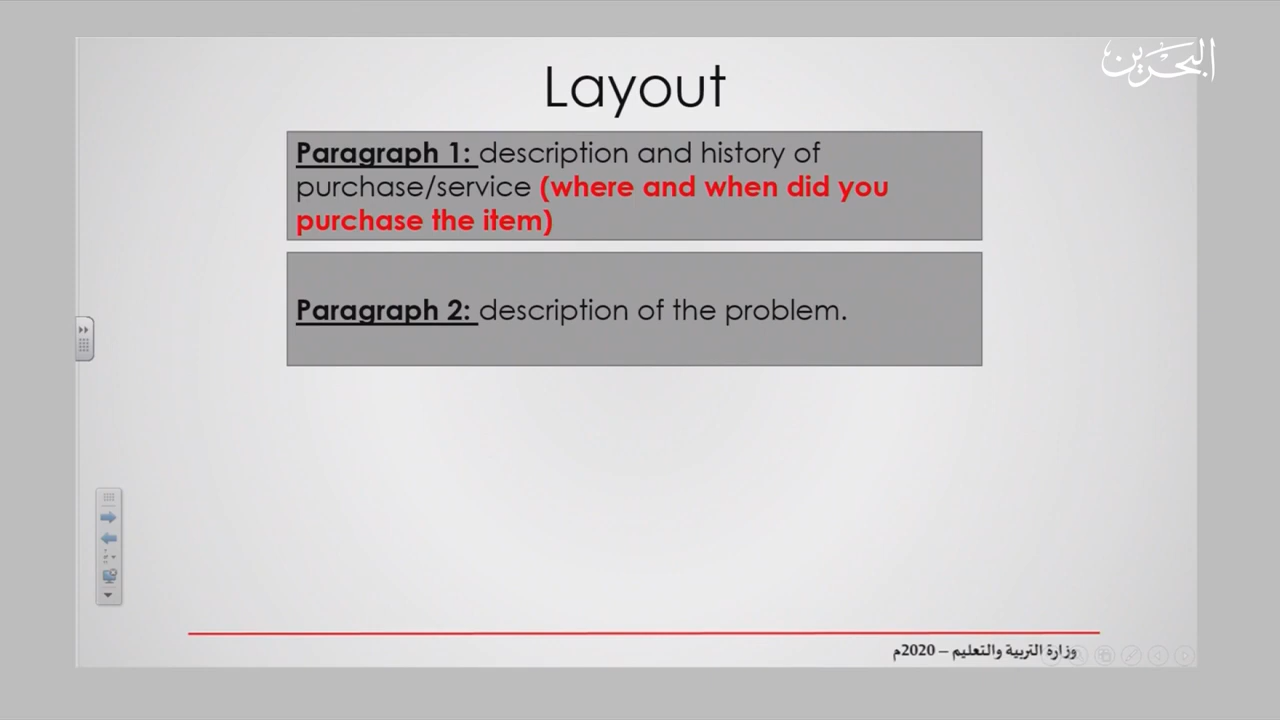 البحرين
Layout
Paragraph 1: description and history of
purchase/service (where and when did you
purchase the item)
Paragraph 2: description of the problem.
وزارة التربية والتعليم – 2020م